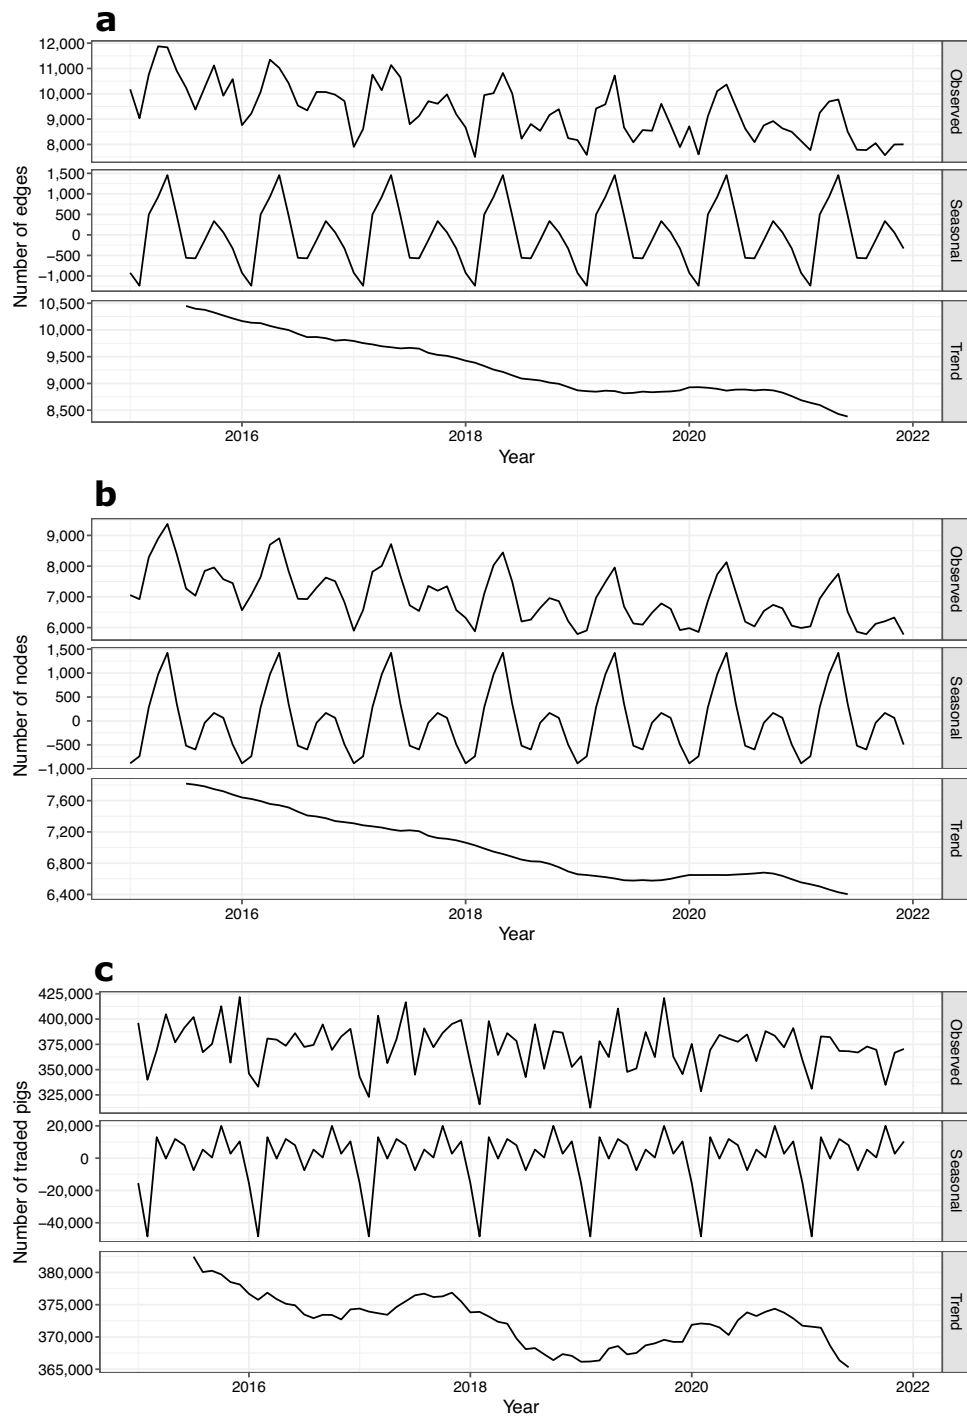 a
Number of edges
12,000
11,000
10,000
9,000
8,000
Observed
1,500
1,000
500
0
−500
−1,000
Seasonal
10,500
10,000
9,500
9,000
8,500
Trend
2016 2018 2020 2022
Year
b
Number of nodes
9,000
8,000
7,000
6,000
Observed
1,500
1,000
500
0
−500
−1,000
Seasonal
7,600
7,200
6,800
6,400
Trend
2016 2018 2020 2022
Year
c
Number of traded pigs
425,000
400,000
375,000
350,000
325,000
Observed
20,000
0
−20,000
−40,000
Seasonal
380,000
375,000
370,000
365,000
Trend
2016 2018 2020 2022
Year